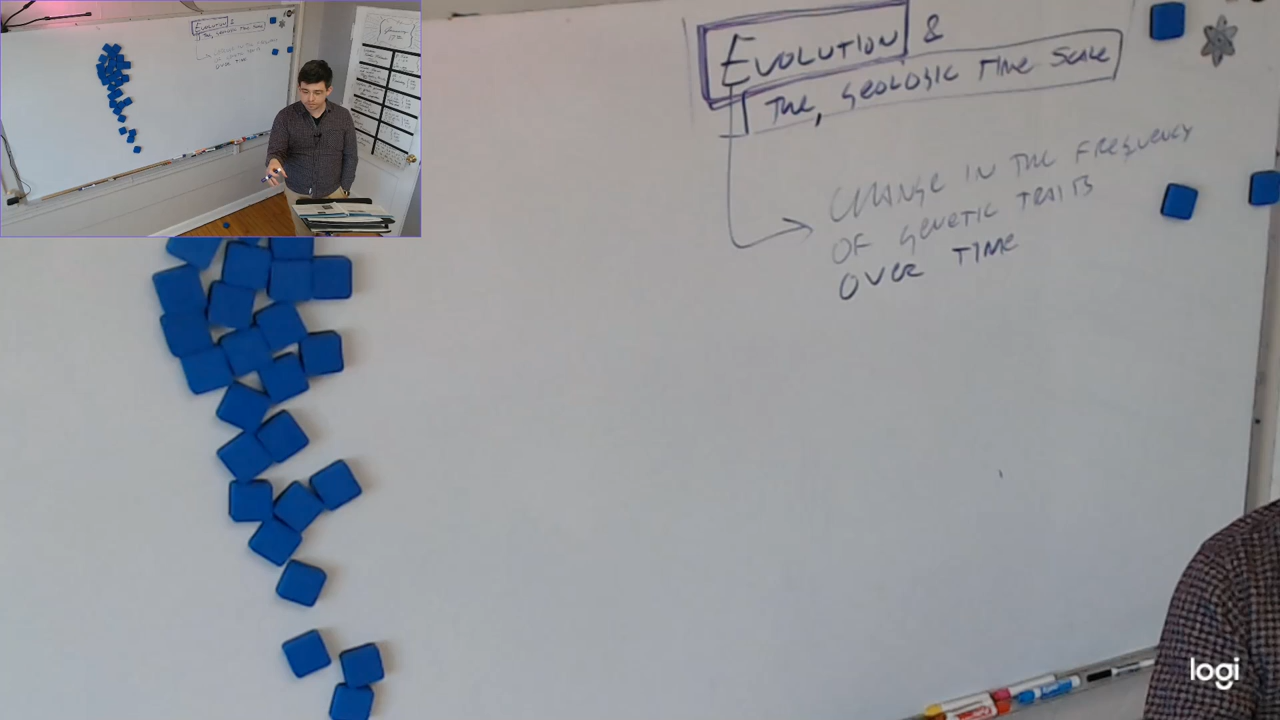 EVOLUTION &
THE GEOLOGIC TIME SCALE
CHANGE IN THE FREQUENCY
OF GENETIC TRAITS
OVER TIME
logi